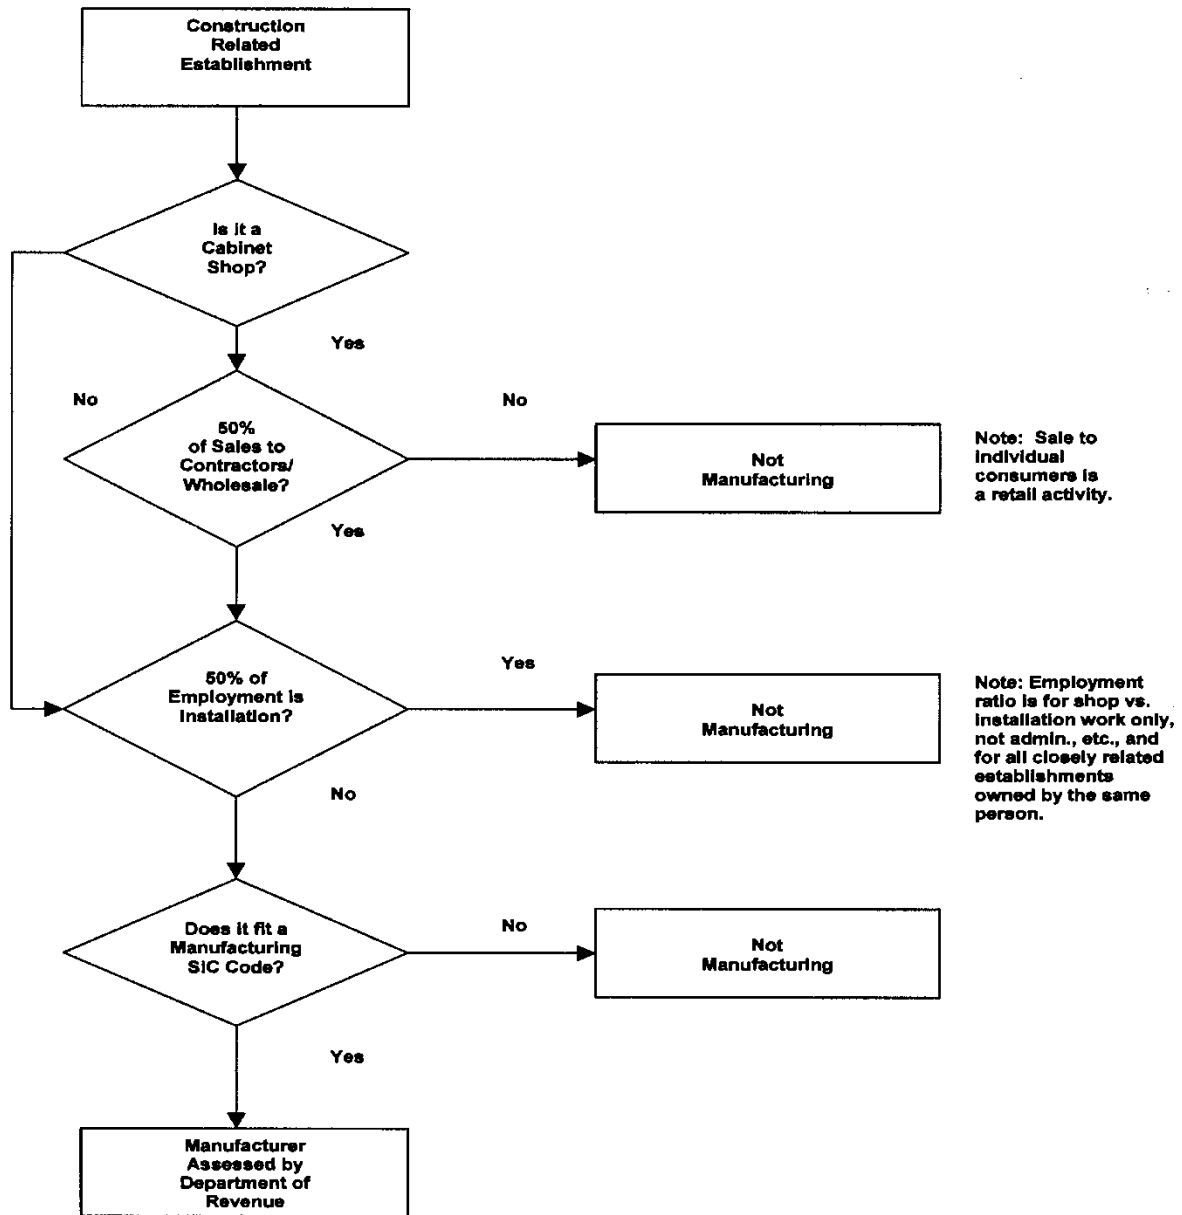 Construction
Related
Establishment
Is it a
Cabinet
Shop?
Yes
No
No
50%
of Sales to
Contractors/
Wholesale?
Not
Manufacturing
Note: Sale to
individual
consumers is
a retail activity.
Yes
50% of
Employment is
Installation?
Yes
Not
Manufacturing
Note: Employment
ratio is for shop vs.
installation work only,
not admin., etc., and
for all closely related
establishments
owned by the same
person.
No
Does it fit a
Manufacturing
SIC Code?
No
Not
Manufacturing
Yes
Manufacturer
Assessed by
Department of
Revenue